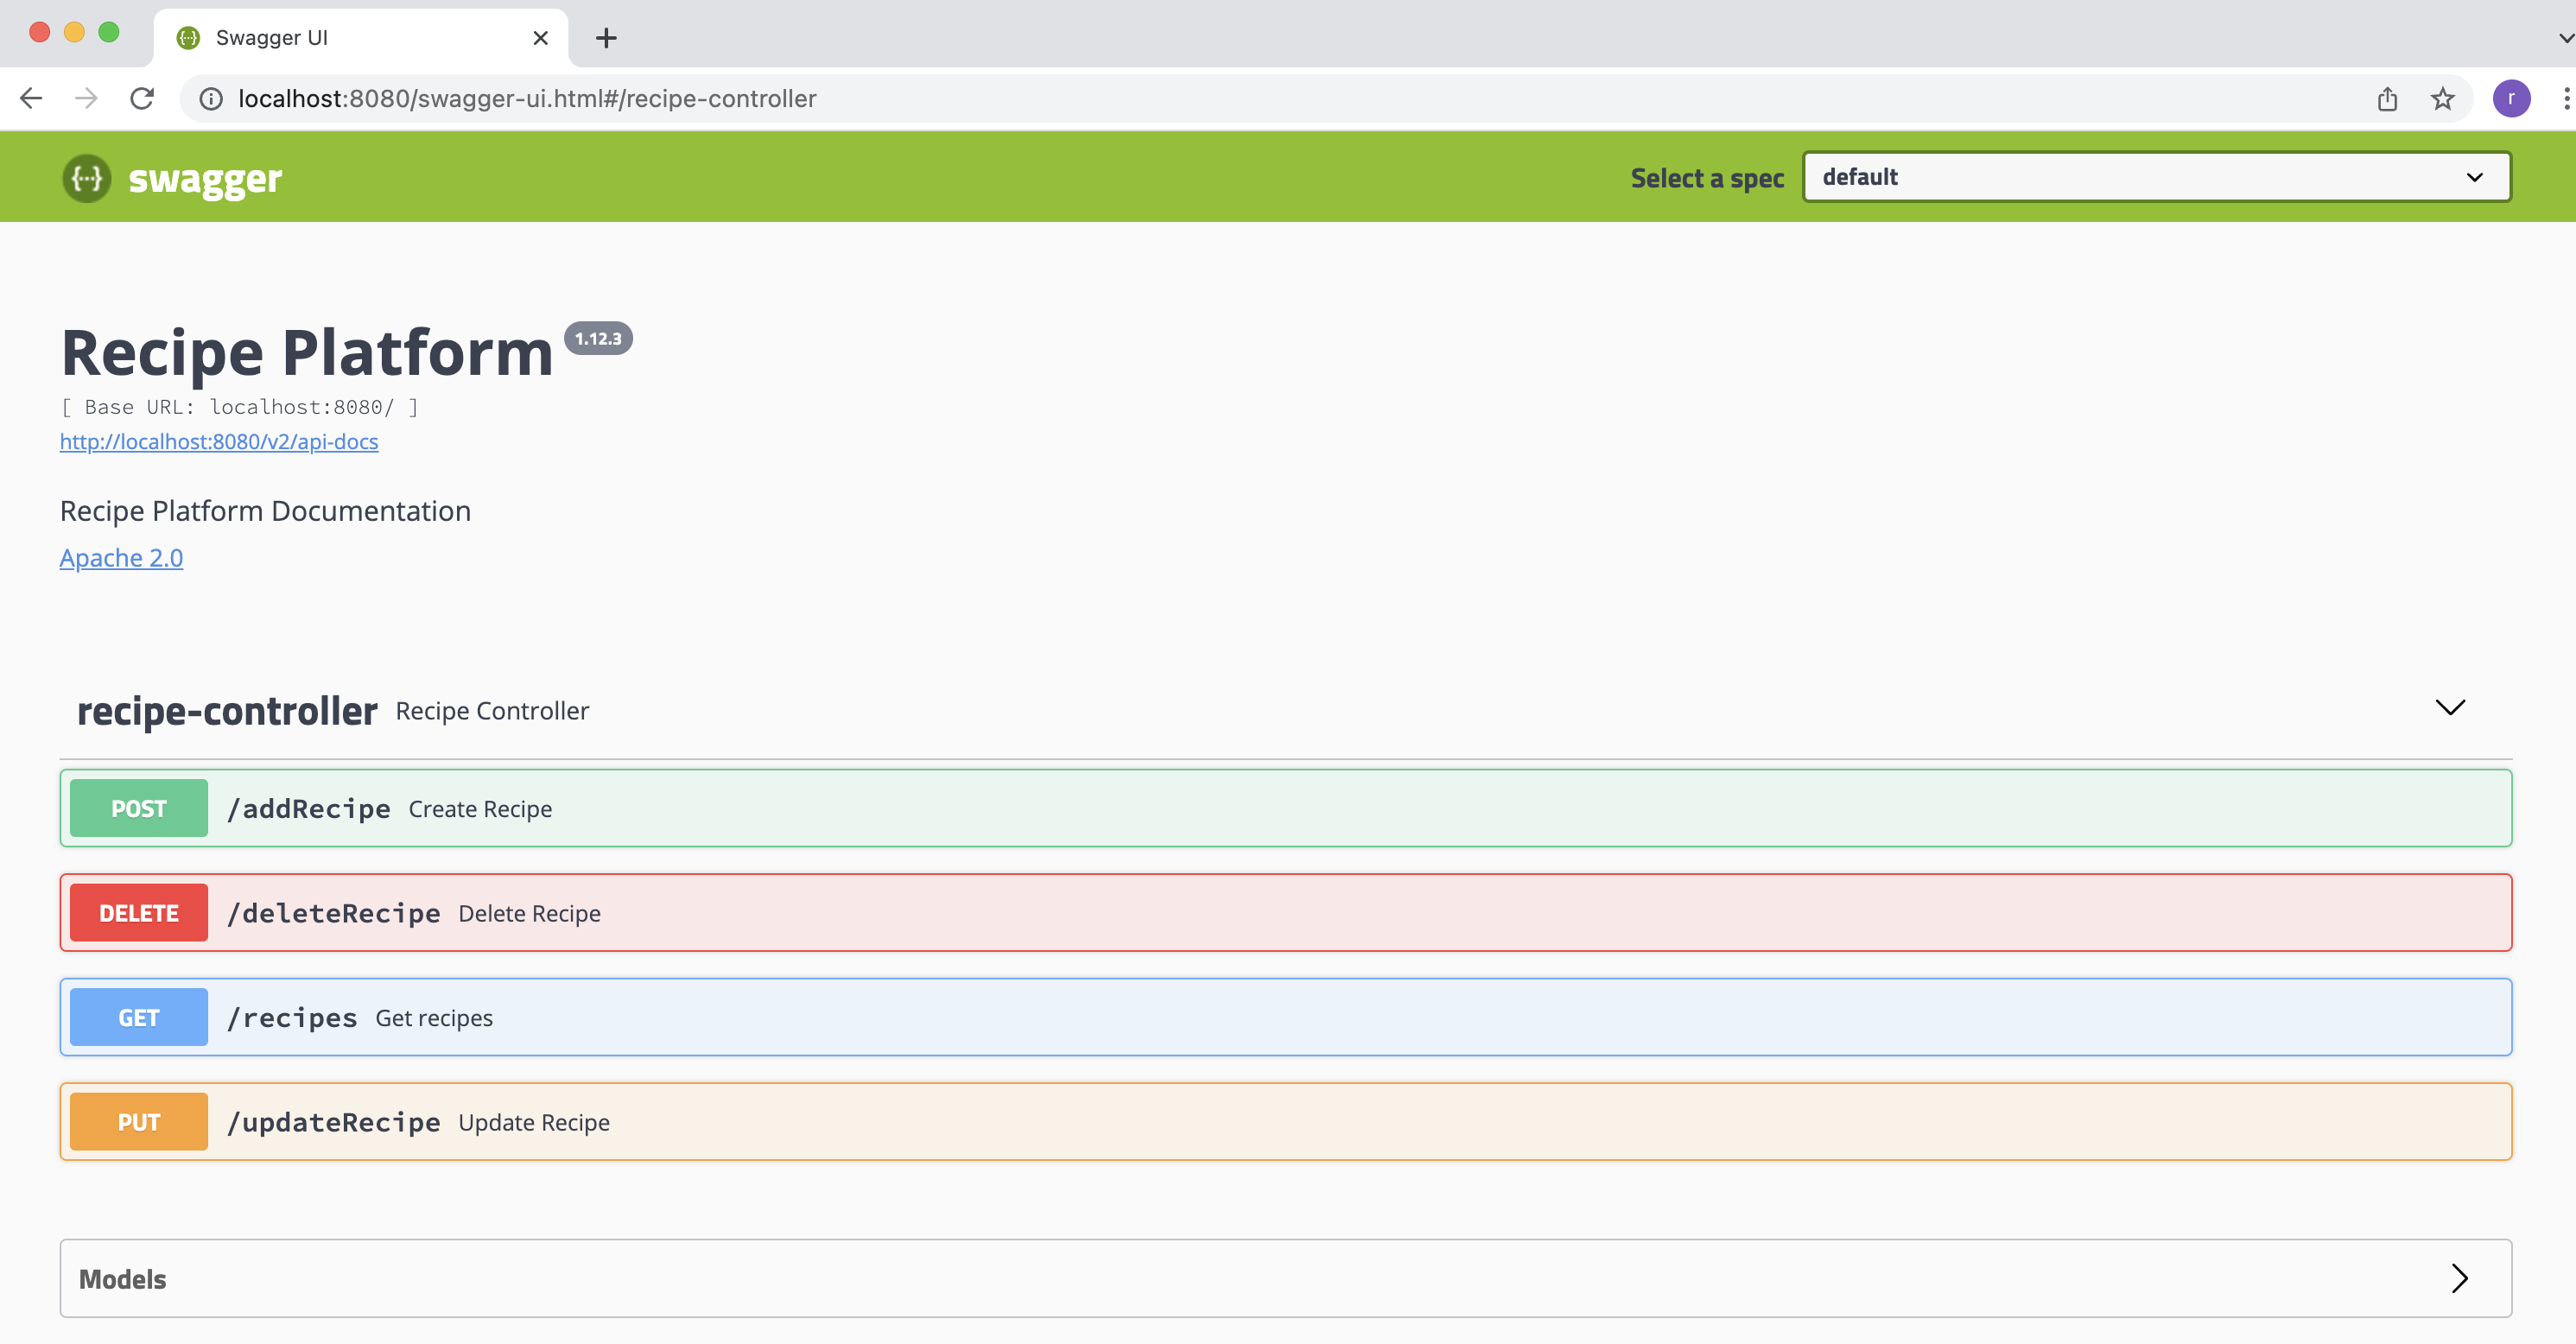 Swagger UI
localhost:8080/swagger-ui.html#/recipe-controller
r
{···} swagger
Select a spec default
Recipe Platform 1.12.3
[ Base URL: localhost:8080/ ]
http://localhost:8080/v2/api-docs
Recipe Platform Documentation
Apache 2.0
recipe-controller Recipe Controller
POST /addRecipe Create Recipe
DELETE /deleteRecipe Delete Recipe
GET /recipes Get recipes
PUT /updateRecipe Update Recipe
Models